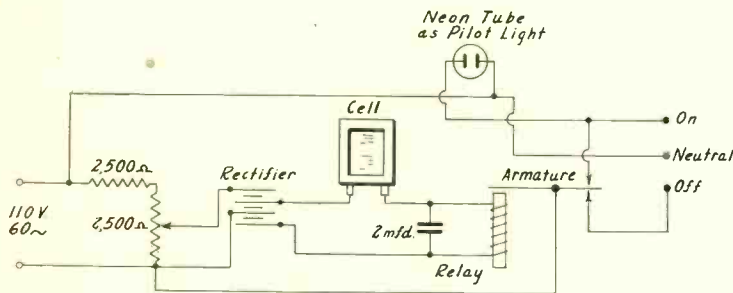 Neon Tube
as Pilot Light
Cell
On
2,500Ω
Rectifier
Armature
Neutral
Off
110 V.
60~
2,500Ω
2 mfd.
Relay